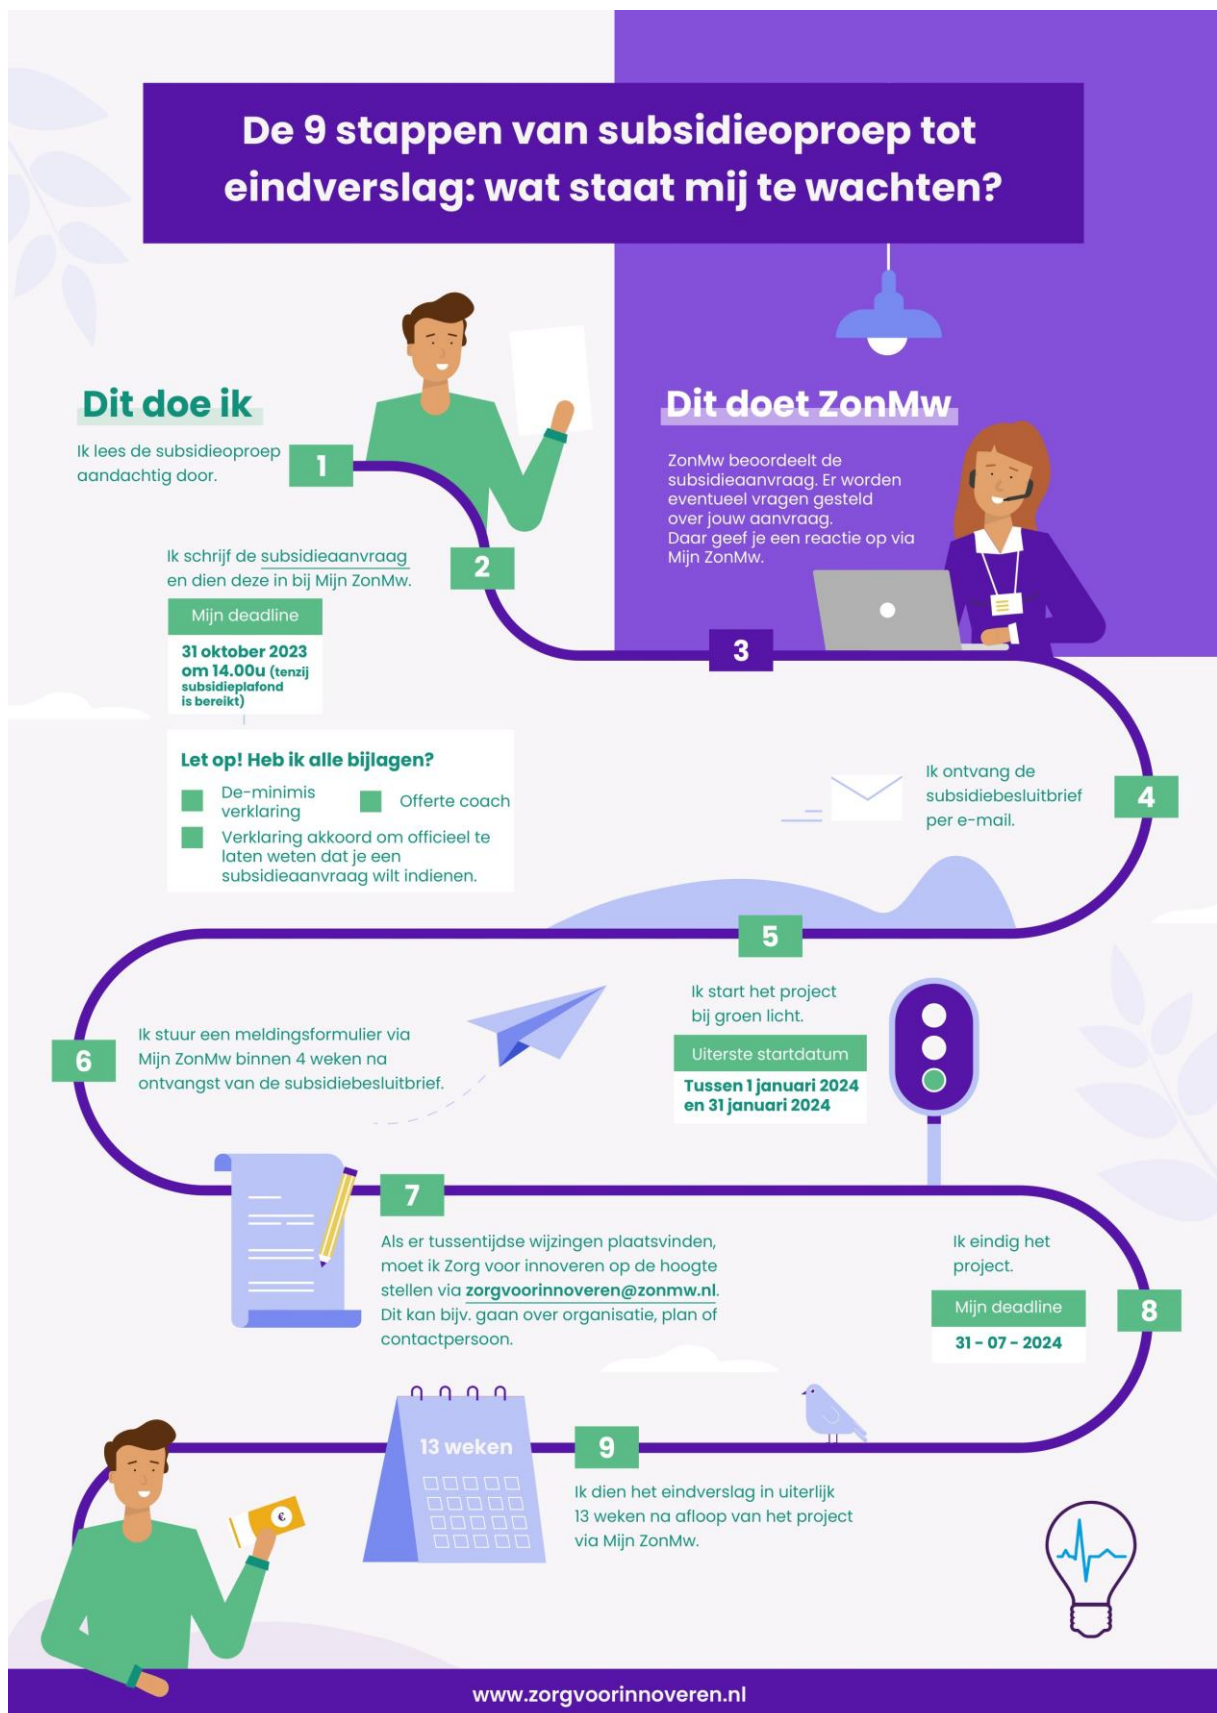 De 9 stappen van subsidieoproep tot
eindverslag: wat staat mij te wachten?
Dit doe ik
Ik lees de subsidieoproep
aandachtig door.
1
Dit doet ZonMw
ZonMw beoordeelt de
subsidieaanvraag. Er worden
eventueel vragen gesteld
over jouw aanvraag.
Daar geef je een reactie op via
Mijn ZonMw.
2
Ik schrijf de subsidieaanvraag
en dien deze in bij Mijn ZonMw.
Mijn deadline
31 oktober 2023
om 14.00u (tenzij
subsidieplafond
is bereikt)
3
Let op! Heb ik alle bijlagen?
De-minimis
verklaring
Offerte coach
Verklaring akkoord om officieel te
laten weten dat je een
subsidieaanvraag wilt indienen.
Ik ontvang de
subsidiebesluitbrief
per e-mail.
4
5
Ik start het project
bij groen licht.
Uiterste startdatum
Tussen 1 januari 2024
en 31 januari 2024
6
Ik stuur een meldingsformulier via
Mijn ZonMw binnen 4 weken na
ontvangst van de subsidiebesluitbrief.
7
Als er tussentijdse wijzingen plaatsvinden,
moet ik Zorg voor innoveren op de hoogte
stellen via zorgvoorinnoveren@zonmw.nl.
Dit kan bijv. gaan over organisatie, plan of
contactpersoon.
Ik eindig het
project.
Mijn deadline
31 - 07 - 2024
8
13 weken
9
Ik dien het eindverslag in uiterlijk
13 weken na afloop van het project
via Mijn ZonMw.
€
www.zorgvoorinnoveren.nl